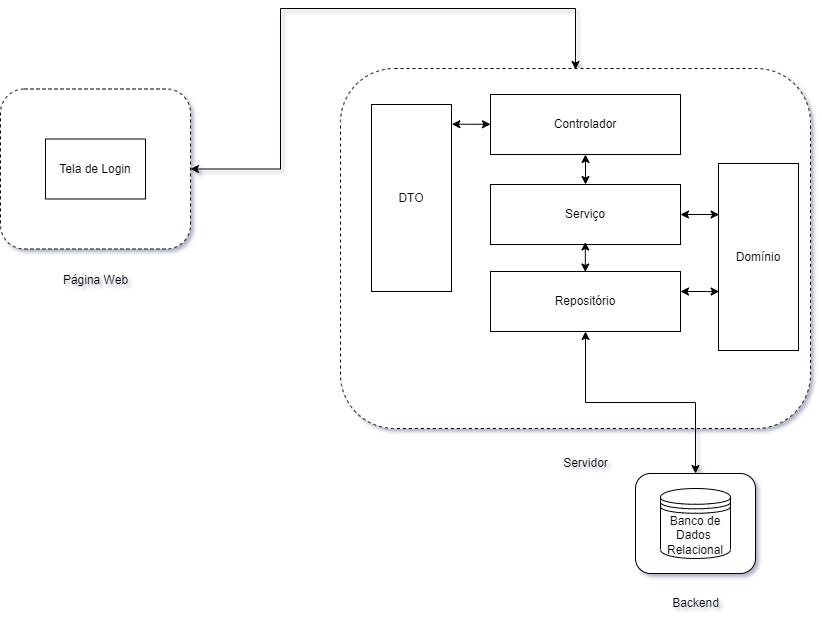 Tela de Login
Página Web
Controlador
DTO
Serviço
Domínio
Repositório
Servidor
Banco de
Dados
Relacional
Backend